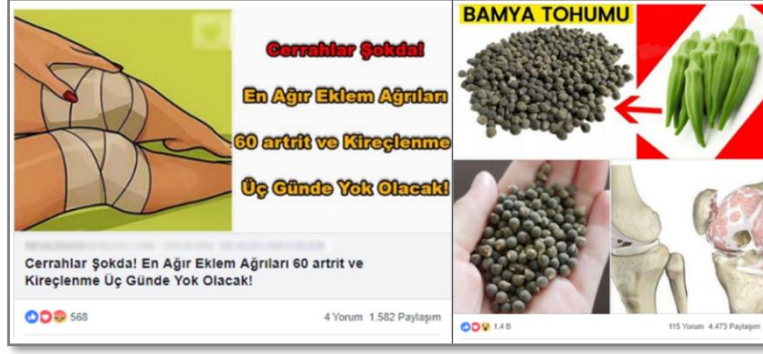 Cerrahlar Şokda!
En Ağır Eklem Ağrıları
60 artrit ve Kireçlenme
Üç Günde Yok Olacak!
Cerrahlar Şokda! En Ağır Eklem Ağrıları 60 artrit ve
Kireçlenme Üç Günde Yok Olacak!
568
4 Yorum 1.582 Paylaşım
BAMYA TOHUMU
1,4 B
115 Yorum 4.473 Paylaşım